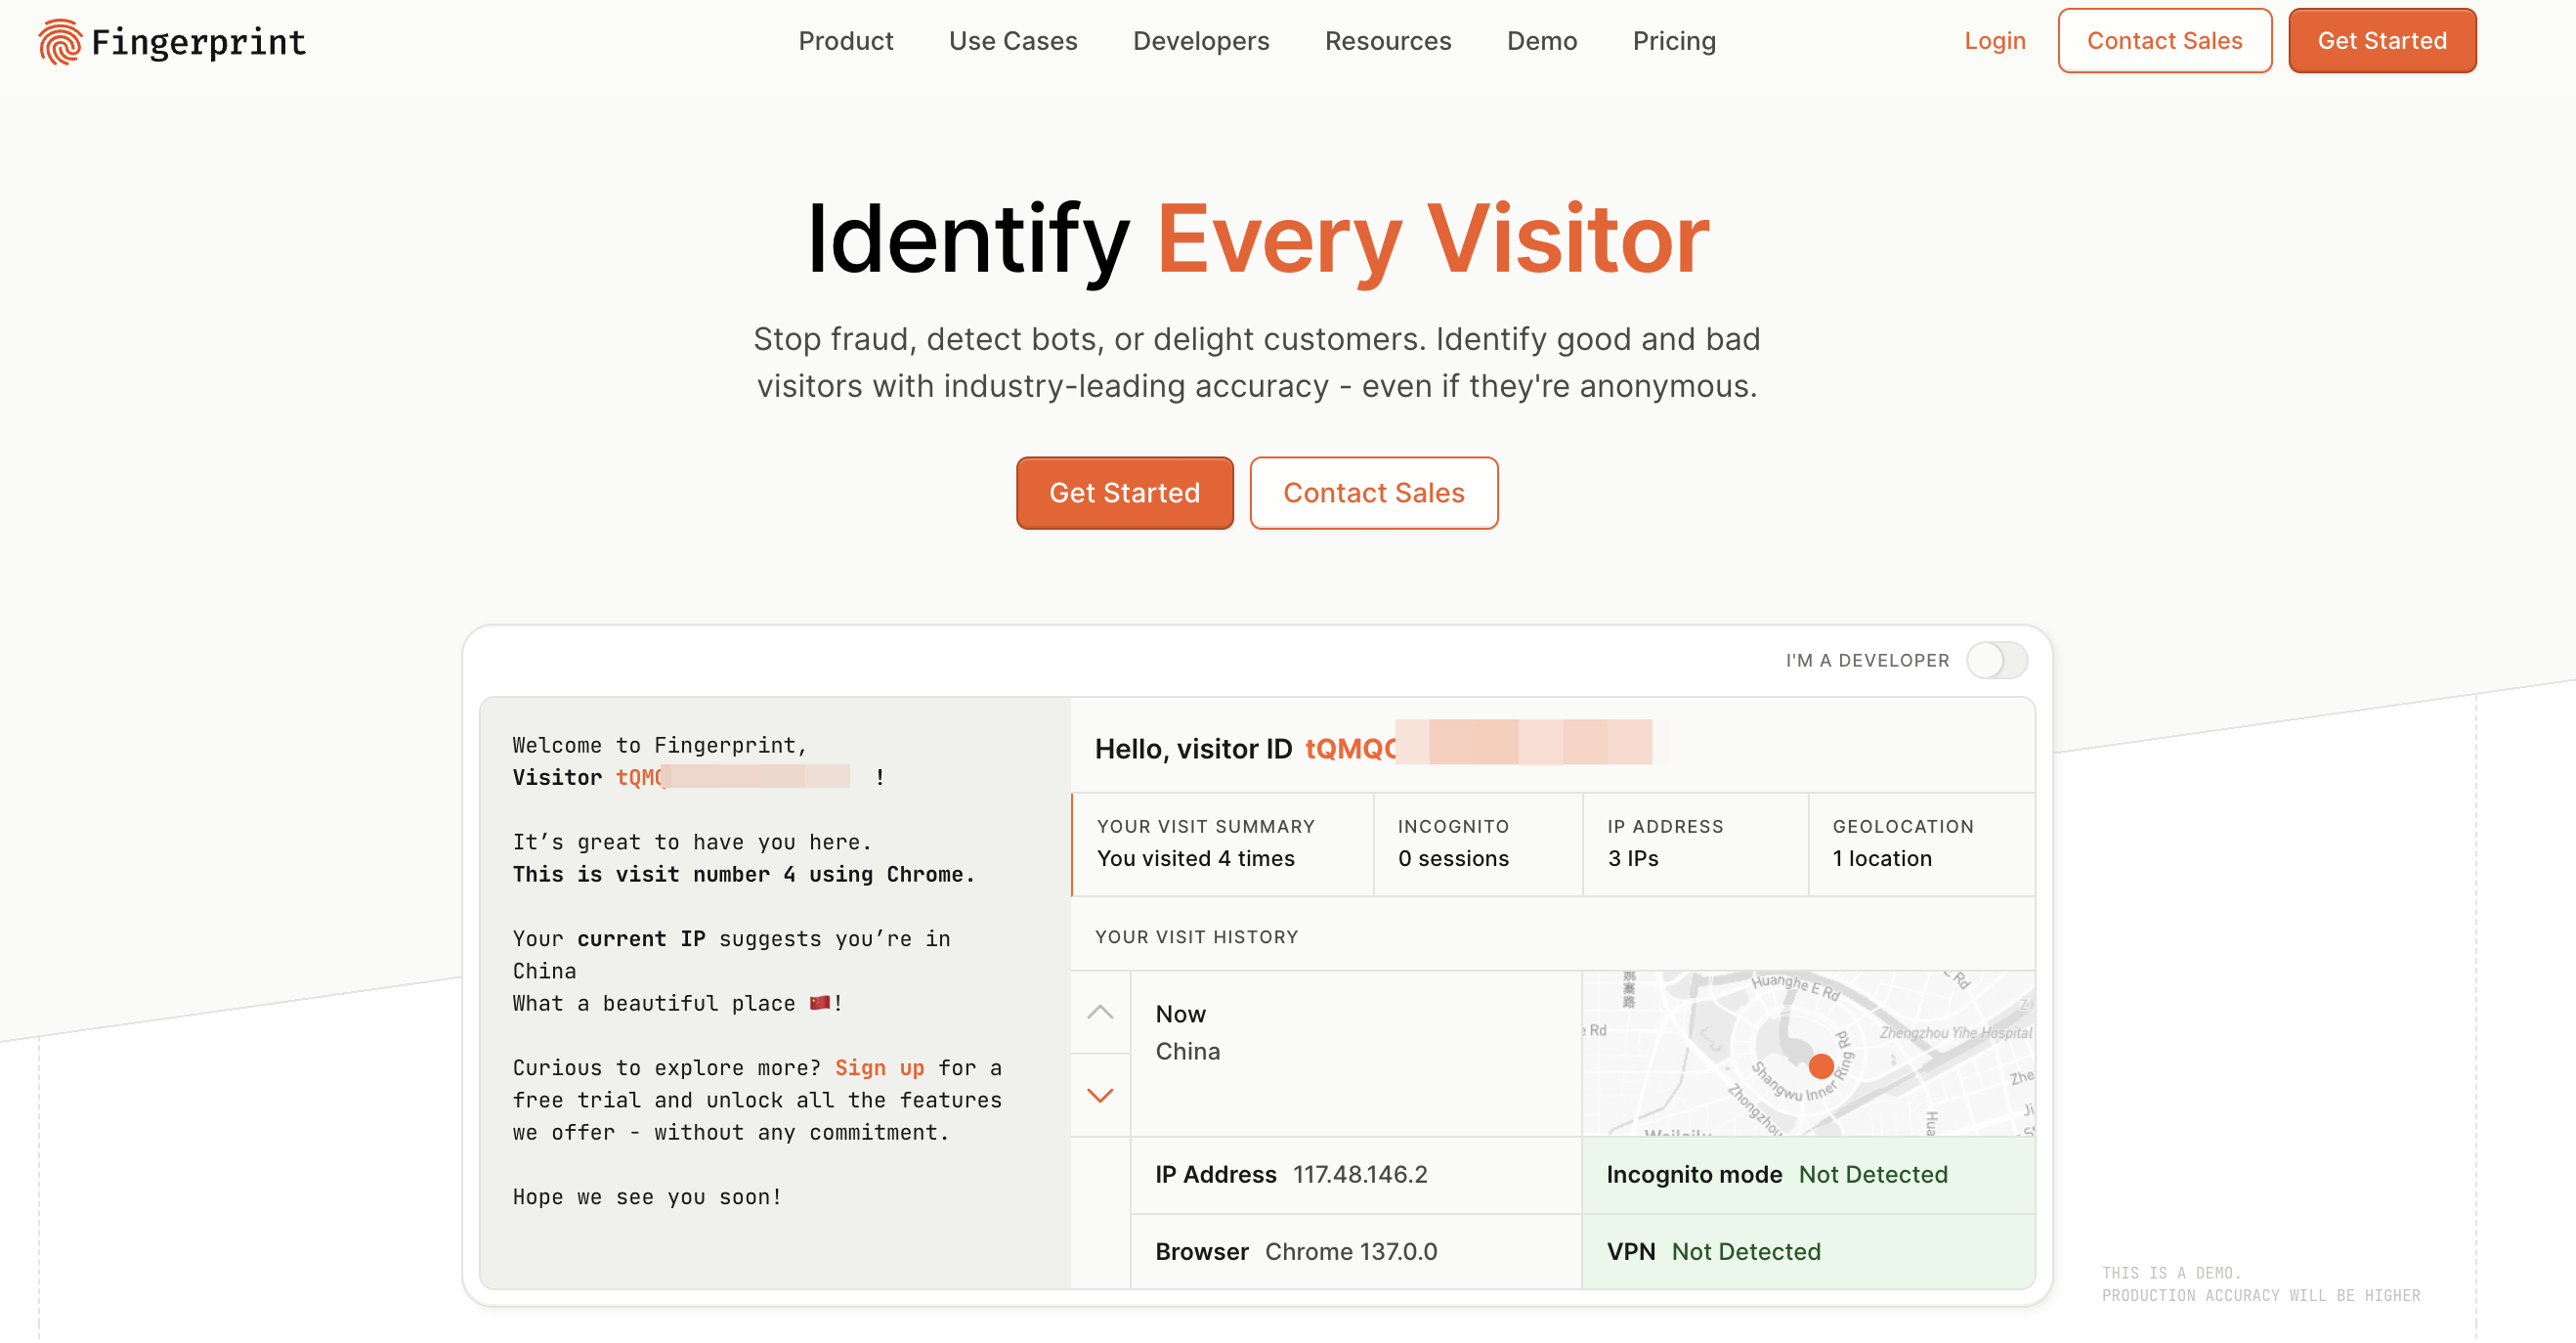 Fingerprint
Product
Use Cases
Developers
Resources
Demo
Pricing
Login
Contact Sales
Get Started
Identify Every Visitor
Stop fraud, detect bots, or delight customers. Identify good and bad
visitors with industry-leading accuracy - even if they're anonymous.
Get Started
Contact Sales
I'M A DEVELOPER
Welcome to Fingerprint,
Visitor tQMQ !
It’s great to have you here.
This is visit number 4 using Chrome.
Your current IP suggests you’re in
China
What a beautiful place 🇨🇳!
Curious to explore more? Sign up for a
free trial and unlock all the features
we offer - without any commitment.
Hope we see you soon!
Hello, visitor ID tQMQ
YOUR VISIT SUMMARY
You visited 4 times
INCOGNITO
0 sessions
IP ADDRESS
3 IPs
GEOLOCATION
1 location
YOUR VISIT HISTORY
Now
China
Huanghe E Rd
E Rd
e Rd
Zhengzhou Yihe Hospital
Shangwu Inner Ring Rd
Zhongzhou
Zhe
Hua
IP Address 117.48.146.2
Incognito mode Not Detected
Browser Chrome 137.0.0
VPN Not Detected
THIS IS A DEMO.
PRODUCTION ACCURACY WILL BE HIGHER